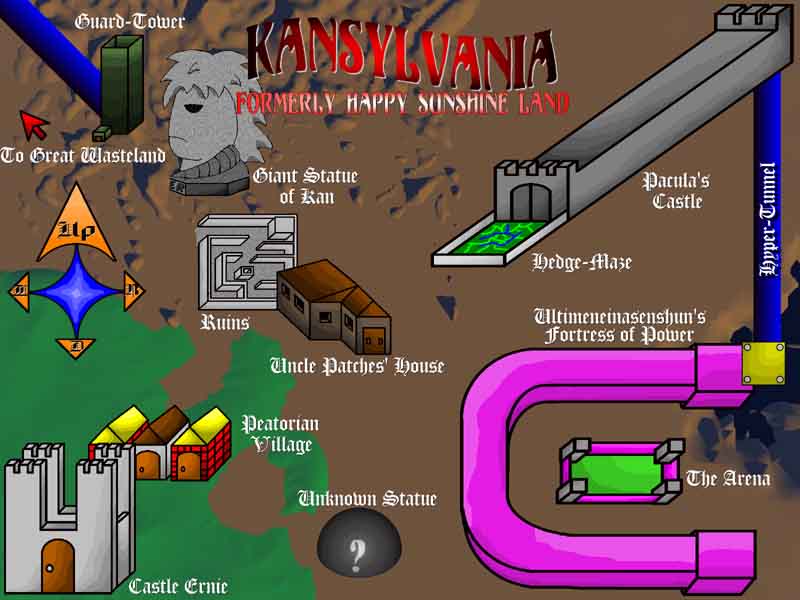 Guard-Tower
KANSYLVANIA
FORMERLY HAPPY SUNSHINE LAND
To Great Wasteland
Giant Statue
of Kan
Pacula's
Castle
Hyper-Tunnel
Up
Hedge-Maze
Ruins
Ultimeneinasenshun's
Fortress of Power
Uncle Patches' House
Peatorian
Village
The Arena
Unknown Statue
?
Castle Ernie